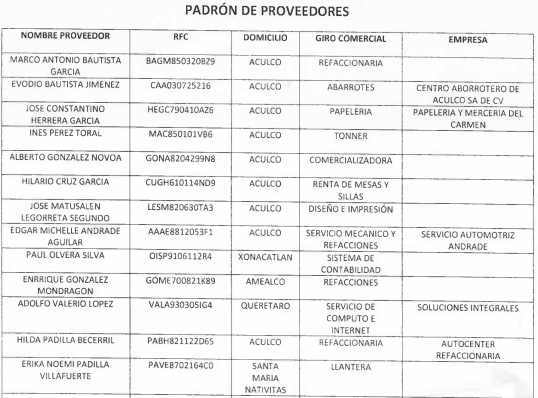 PADRÓN DE PROVEEDORES
NOMBRE PROVEEDOR RFC DOMICILIO GIRO COMERCIAL EMPRESA
MARCO ANTONIO BAUTISTA BAGM850320BZ9 ACULCO REFACCIONARIA
GARCIA
EVODIO BAUTISTA JIMENEZ CAA030725216 ACULCO ABARROTES CENTRO ABORROTERO DE
ACULCO SA DE CV
JOSE CONSTANTINO HEGC790410AZ6 ACULCO PAPELERIA PAPELERIA Y MERCERIA DEL
HERRERA GARCIA CARMEN
INES PEREZ TORAL MAC850101VB6 ACULCO TONNER
ALBERTO GONZALEZ NOVOA GONA8204299N8 ACULCO COMERCIALIZADORA
HILARIO CRUZ GARCIA CUGH610114ND9 ACULCO RENTA DE MESAS Y
SILLAS
JOSE MATUSALEN LESM820630TA3 ACULCO DISEÑO E IMPRESIÓN
LEGORRETA SEGUNDO
EDGAR MICHELLE ANDRADE AAAE8812053F1 ACULCO SERVICIO MECANICO Y SERVICIO AUTOMOTRIZ
AGUILAR REFACCIONES ANDRADE
PAUL OLVERA SILVA OISP9106112R4 XONACATLAN SISTEMA DE
CONTABILIDAD
ENRRIQUE GONZALEZ GOME700821K89 AMEALCO REFACCIONES
MONDRAGON
ADOLFO VALERIO LOPEZ VALA930305IG4 QUERETARO SERVICIO DE SOLUCIONES INTEGRALES
COMPUTO E
INTERNET
HILDA PADILLA BECERRIL PABH821122D65 ACULCO REFACCIONARIA AUTOCENTER
REFACCIONARIA
ERIKA NOEMI PADILLA PAVE8702164C0 SANTA LLANTERA
VILLAFUERTE MARIA
NATIVITAS